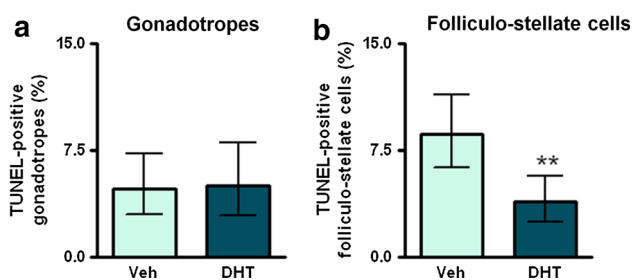 a
Gonadotropes
TUNEL-positive
gonadotropes (%)
15.0
7.5
0.0
Veh
DHT
b
Folliculo-stellate cells
TUNEL-positive
folliculo-stellate cells (%)
15.0
7.5
0.0
**
Veh
DHT